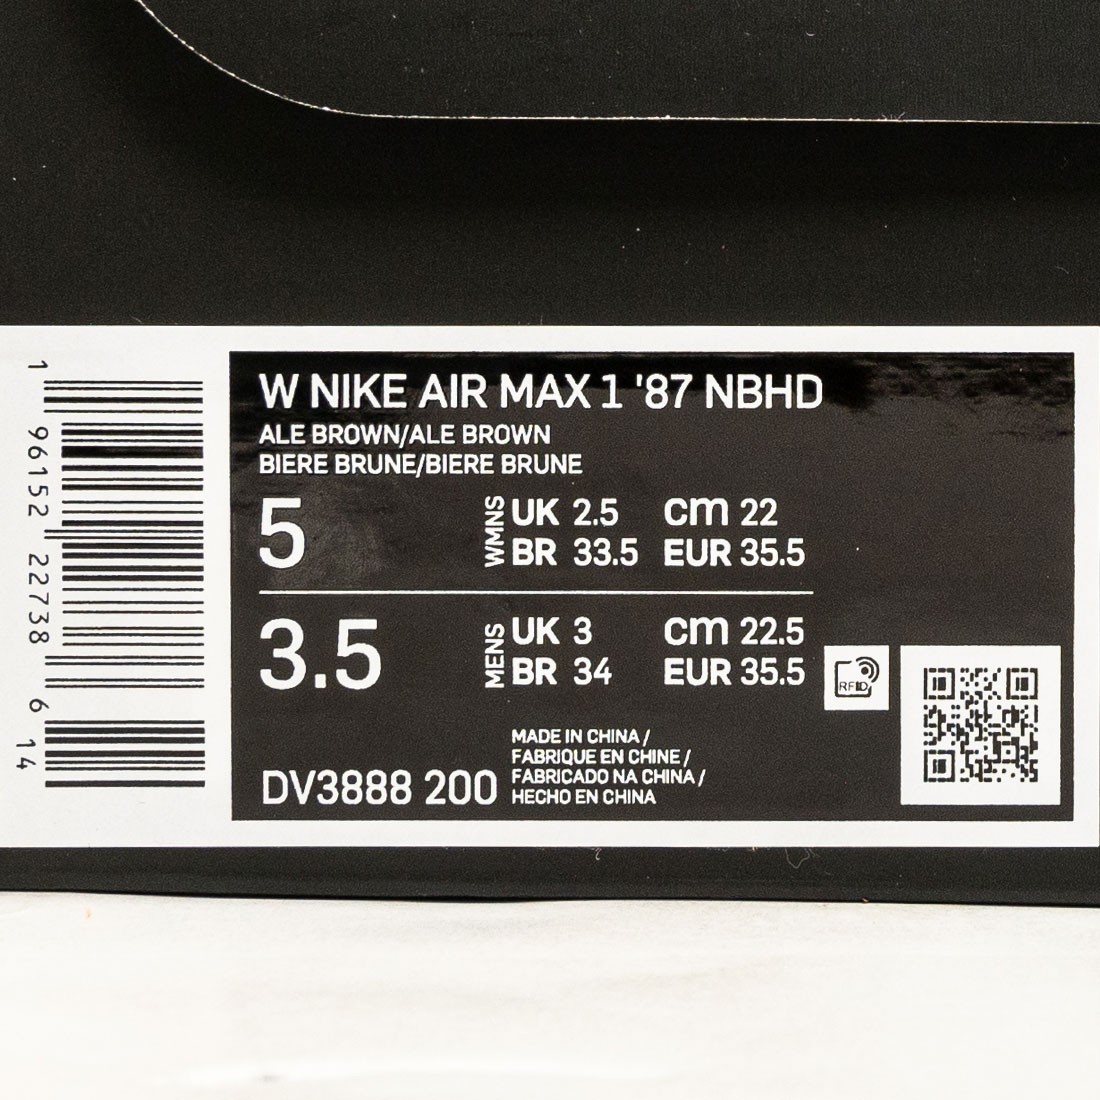 W NIKE AIR MAX 1 '87 NBHD
ALE BROWN/ALE BROWN
BIERE BRUNE/BIERE BRUNE
5 WMNS UK 2.5 cm 22
BR 33.5 EUR 35.5
3.5 MENS UK 3 cm 22.5
BR 34 EUR 35.5
RFID
MADE IN CHINA /
FABRIQUE EN CHINE /
FABRICADO NA CHINA /
HECHO EN CHINA
DV3888 200
1 96152 22738 6 14